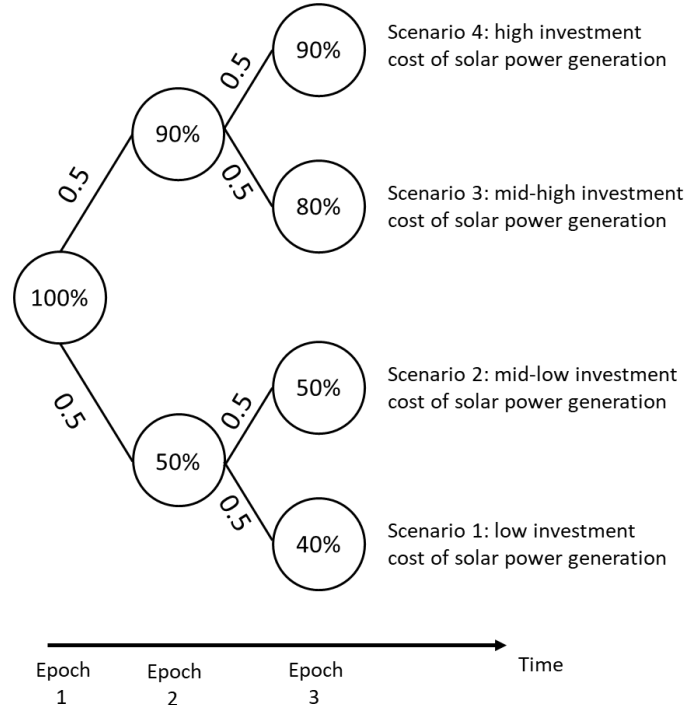 90%
Scenario 4: high investment
cost of solar power generation
0.5
90%
0.5
0.5
80%
Scenario 3: mid-high investment
cost of solar power generation
100%
0.5
50%
Scenario 2: mid-low investment
cost of solar power generation
0.5
50%
0.5
40%
Scenario 1: low investment
cost of solar power generation
Epoch
1
Epoch
2
Epoch
3
Time